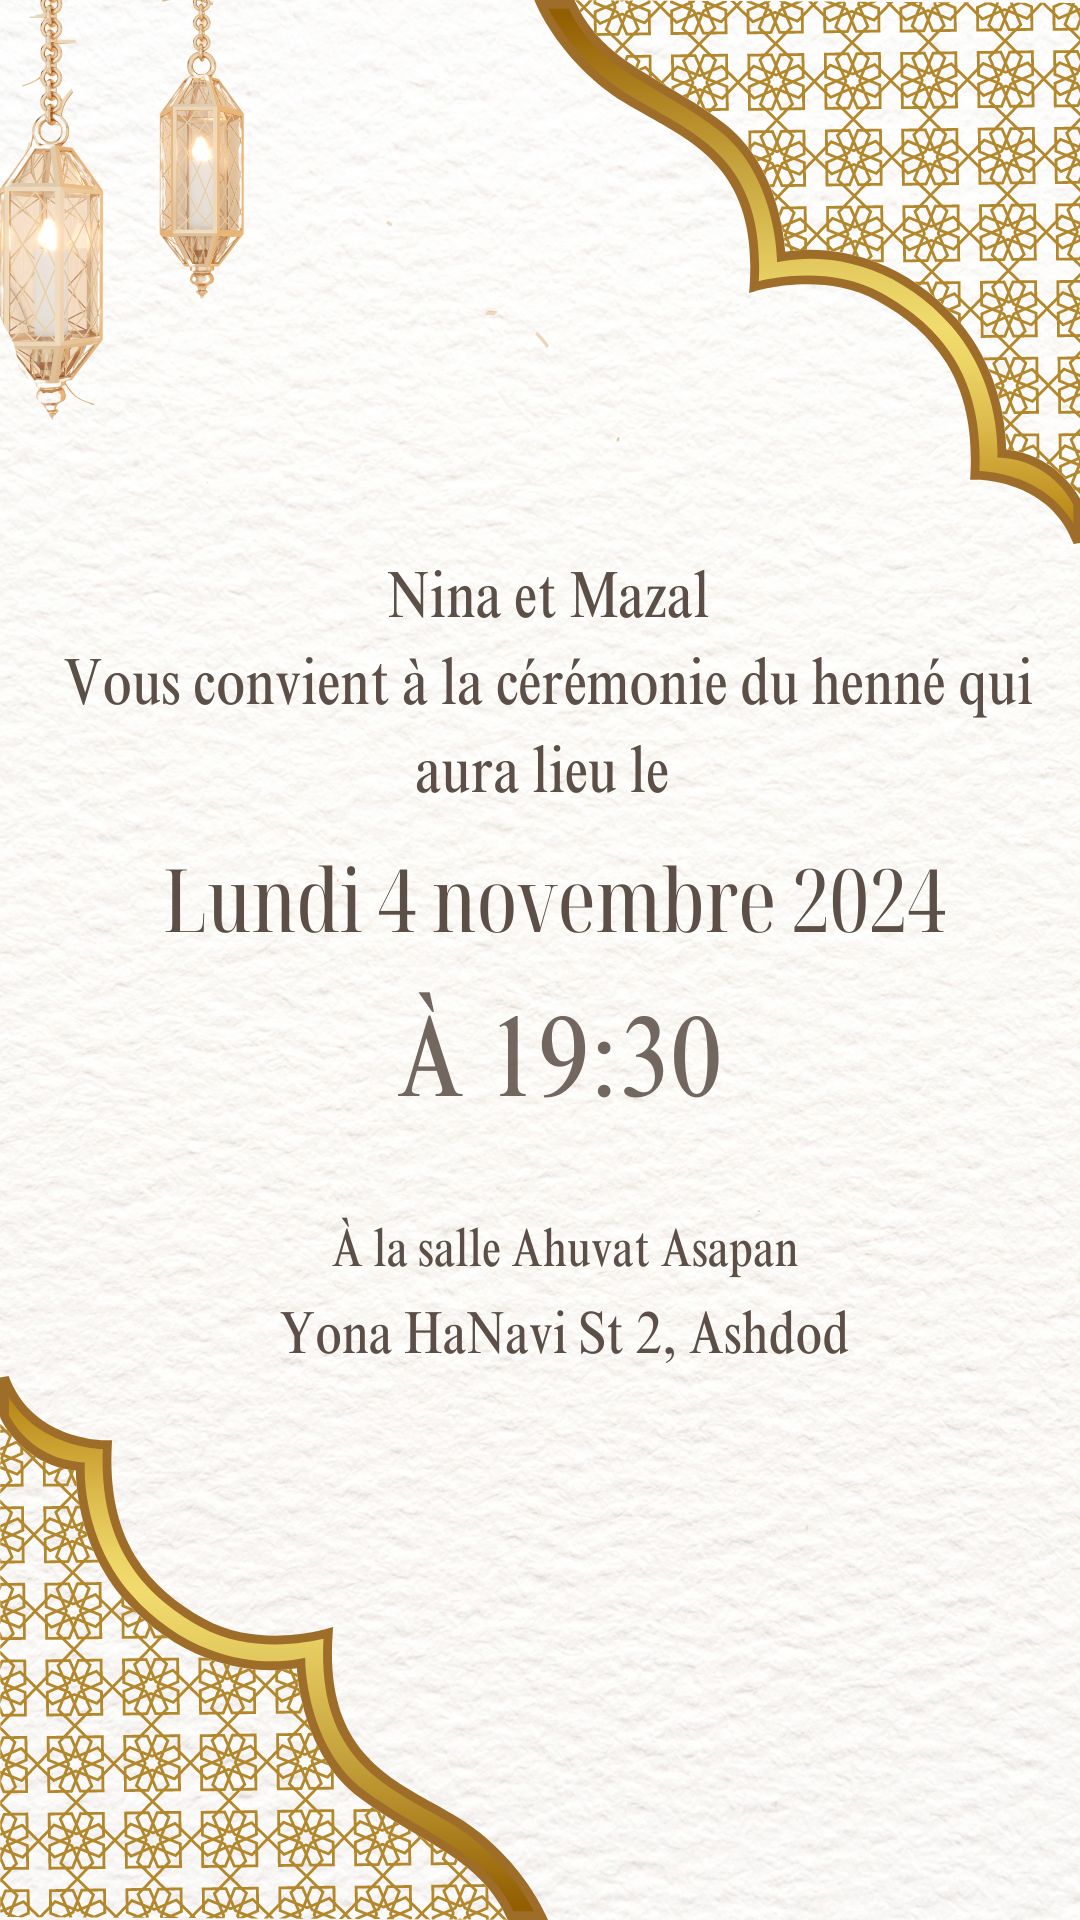 Nina et Mazal
Vous convient à la cérémonie du henné qui
aura lieu le
Lundi 4 novembre 2024
À 19:30
À la salle Ahuvat Asapan
Yona HaNavi St 2, Ashdod